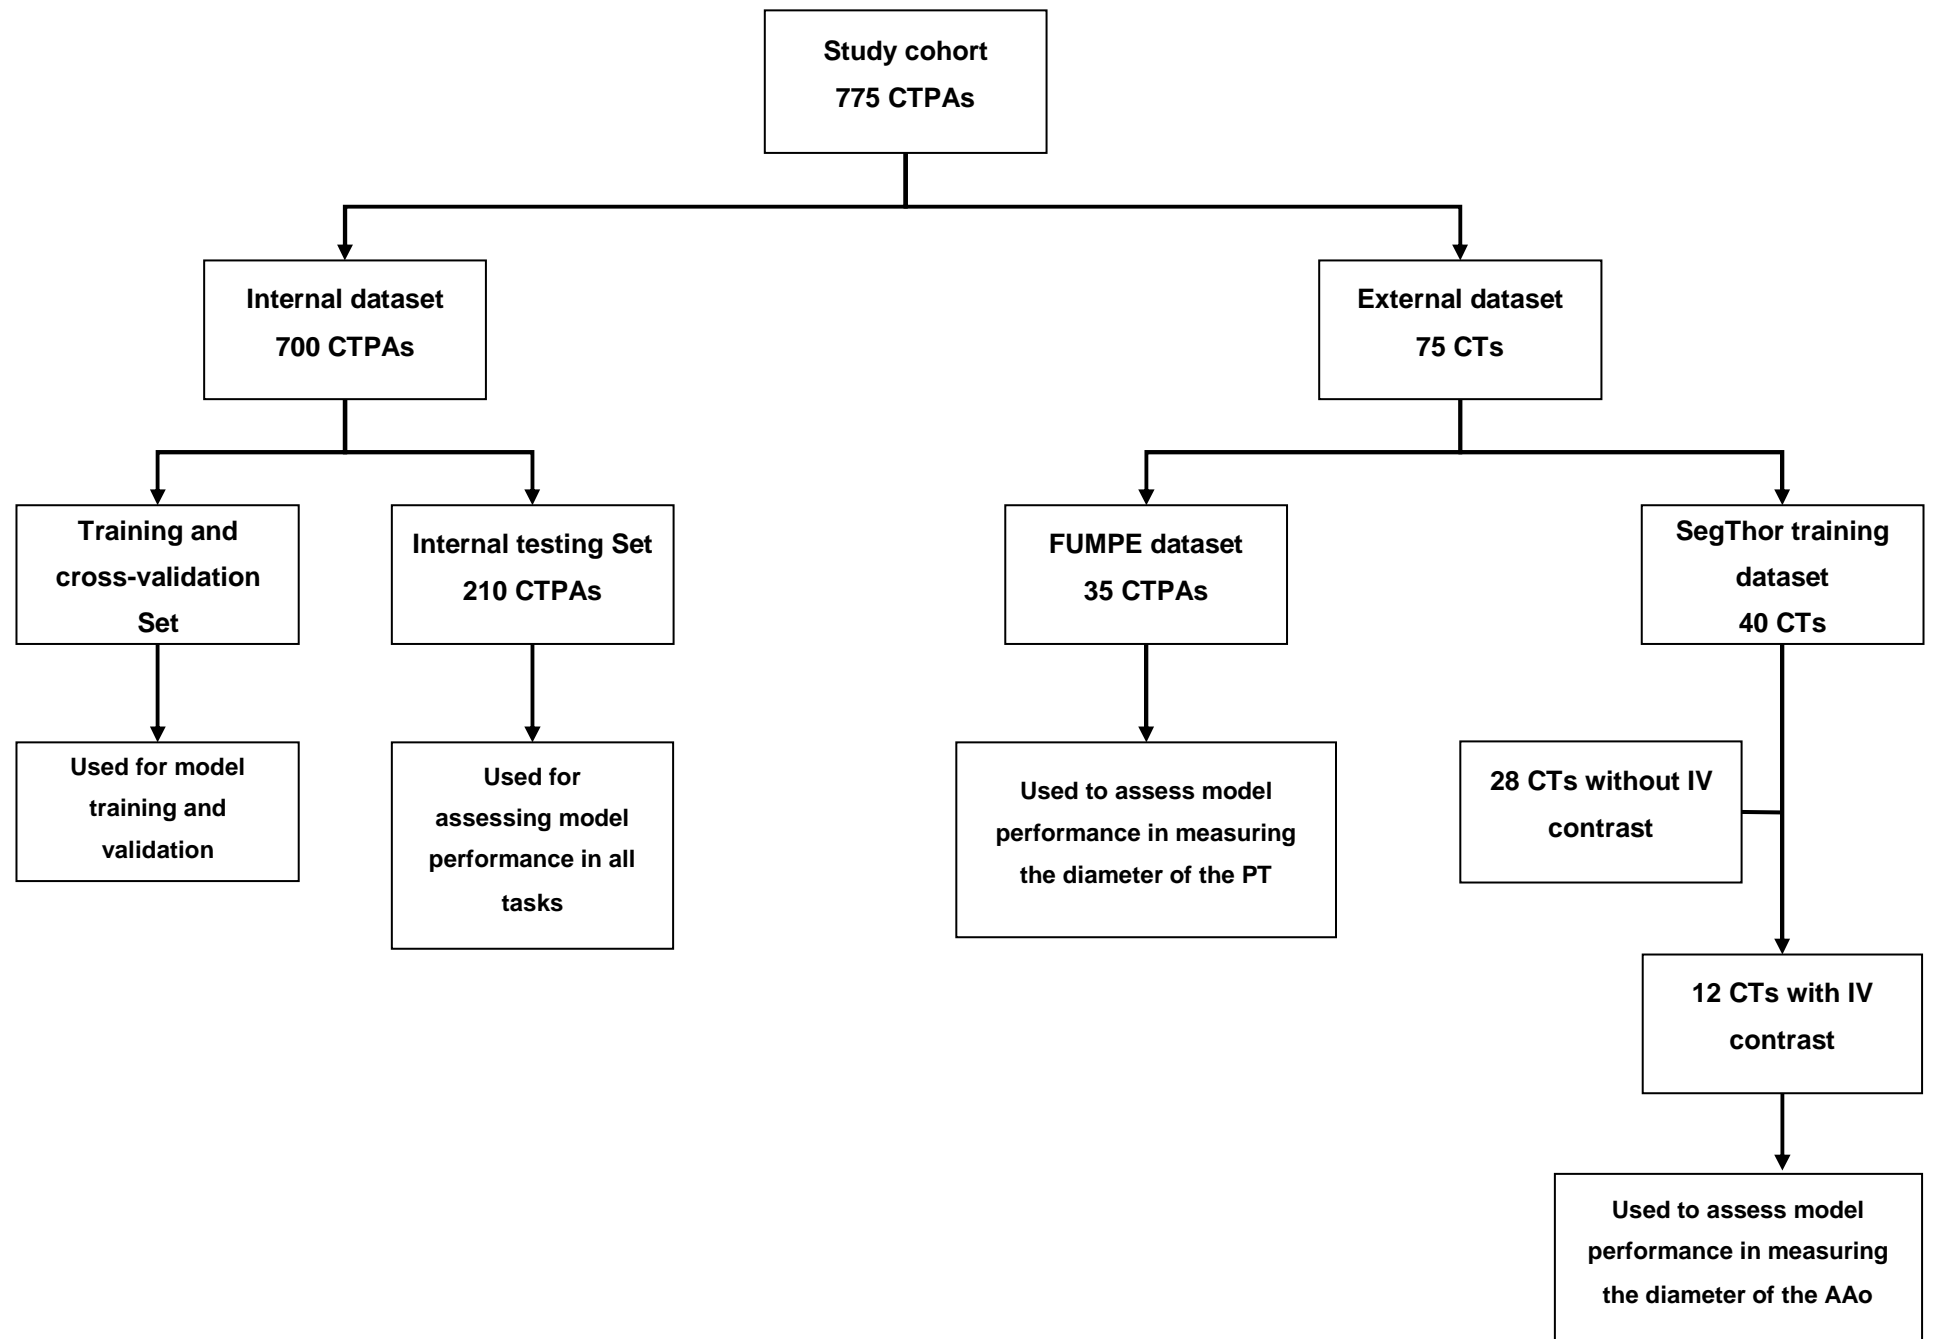 Study cohort
775 CTPAs
Internal dataset
700 CTPAs
External dataset
75 CTs
Training and
cross-validation
Set
Internal testing Set
210 CTPAs
FUMPE dataset
35 CTPAs
SegThor training
dataset
40 CTs
Used for model
training and
validation
Used for
assessing model
performance in all
tasks
Used to assess model
performance in measuring
the diameter of the PT
28 CTs without IV
contrast
12 CTs with IV
contrast
Used to assess model
performance in measuring
the diameter of the AAo